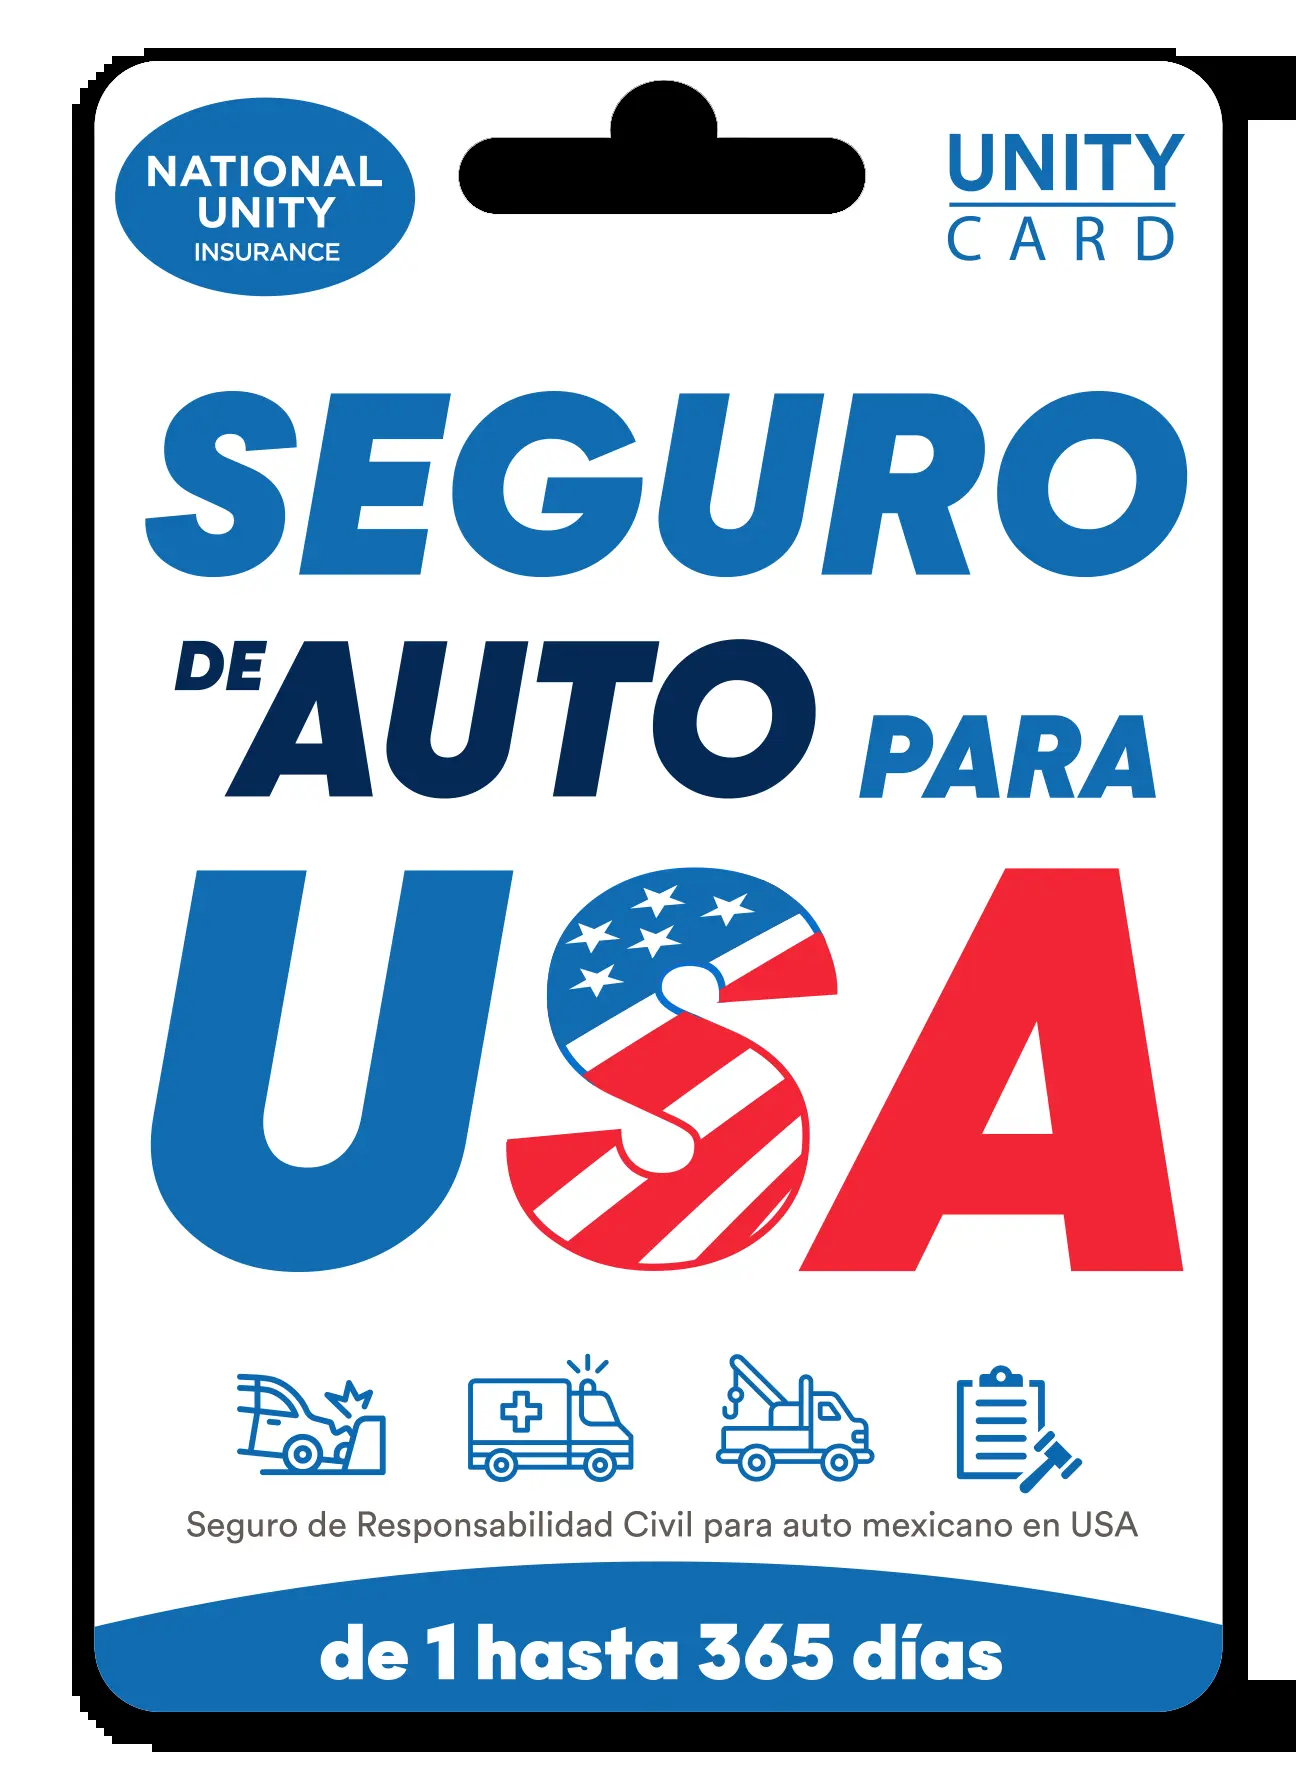 NATIONAL
UNITY
INSURANCE
UNITY
CARD
SEGURO
DE AUTO PARA
USA
Seguro de Responsabilidad Civil para auto mexicano en USA
de 1 hasta 365 días